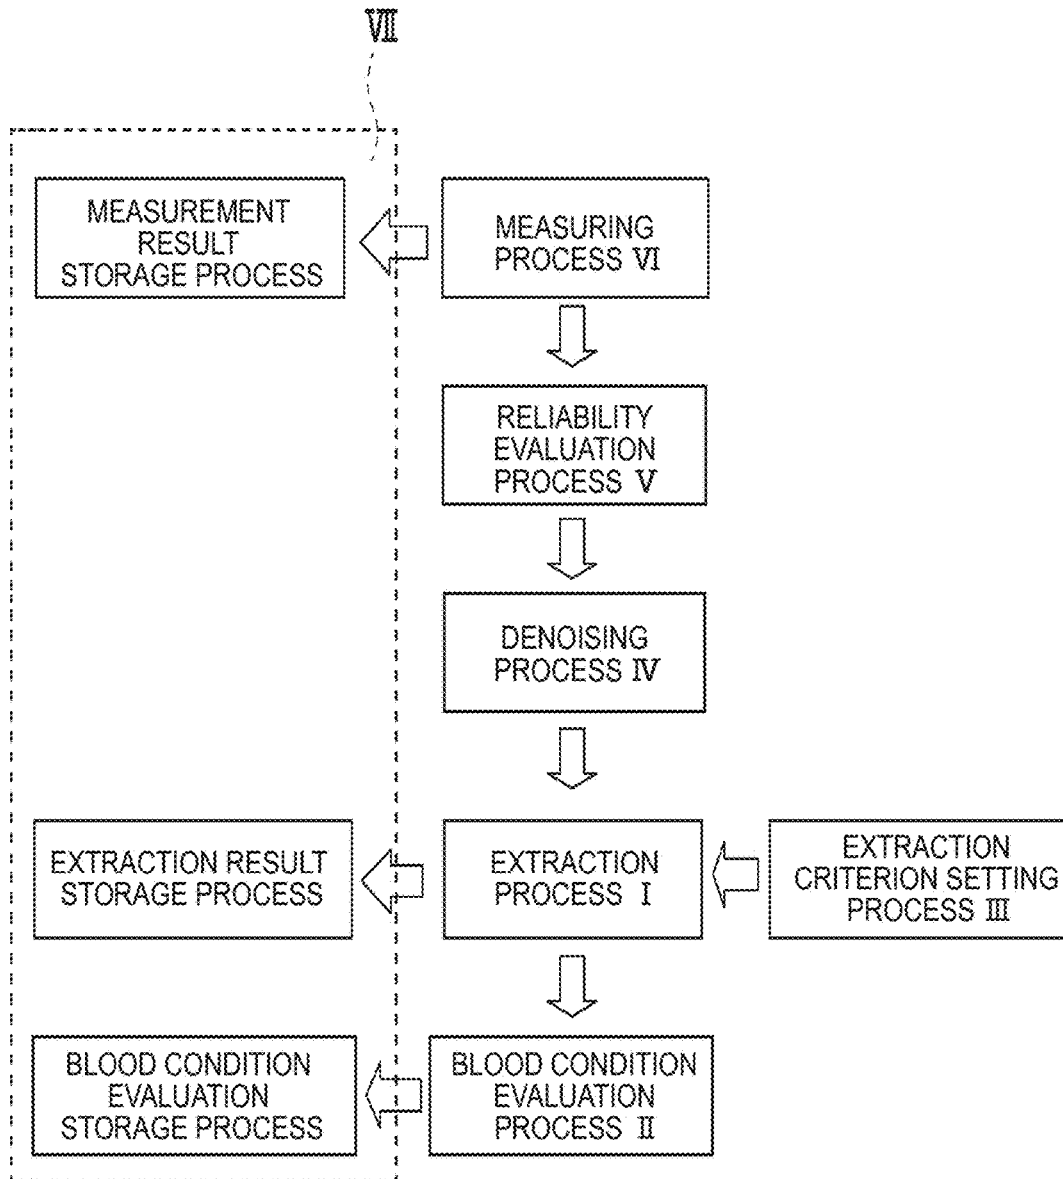 Ⅶ
MEASUREMENT
RESULT
STORAGE PROCESS
MEASURING
PROCESS Ⅵ
RELIABILITY
EVALUATION
PROCESS Ⅴ
DENOISING
PROCESS Ⅳ
EXTRACTION RESULT
STORAGE PROCESS
EXTRACTION
PROCESS Ⅰ
EXTRACTION
CRITERION SETTING
PROCESS Ⅲ
BLOOD CONDITION
EVALUATION
STORAGE PROCESS
BLOOD CONDITION
EVALUATION
PROCESS Ⅱ